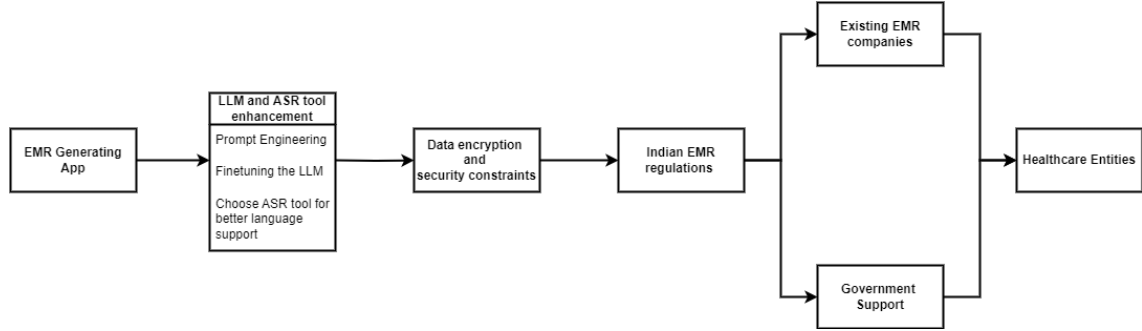 EMR Generating
App
LLM and ASR tool
enhancement
Prompt Engineering
Finetuning the LLM
Choose ASR tool for
better language
support
Data encryption
and
security constraints
Indian EMR
regulations
Existing EMR
companies
Government
Support
Healthcare Entities